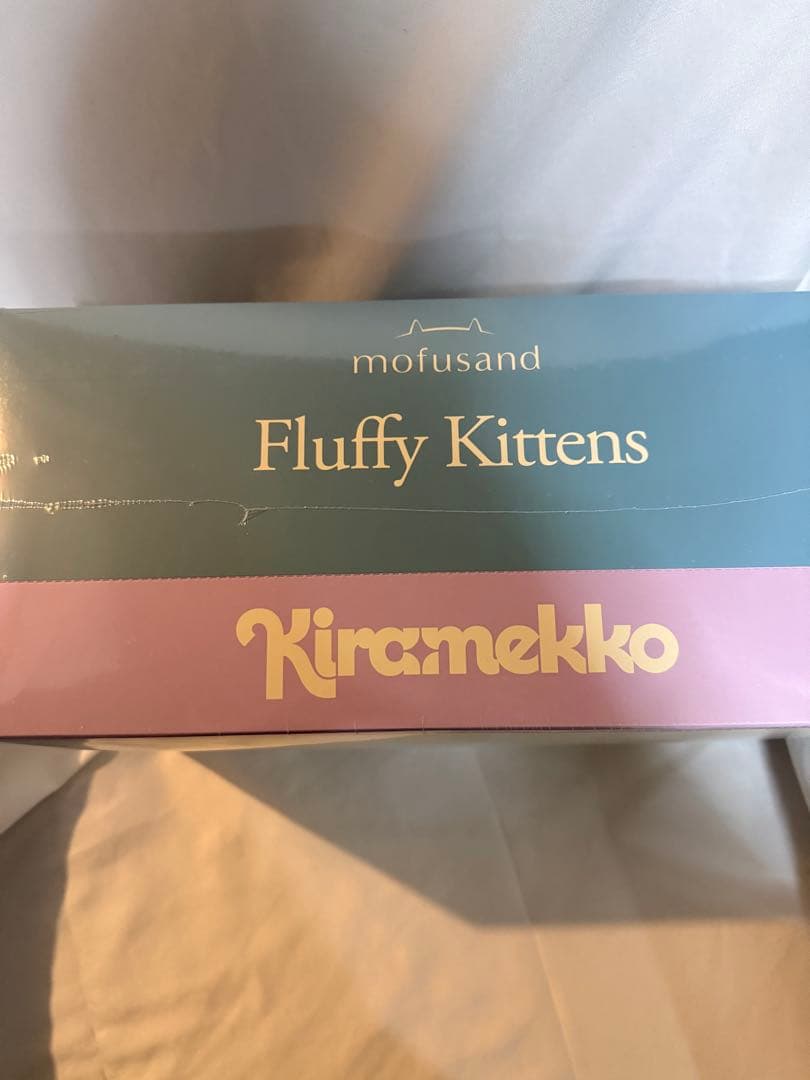 mofusand
Fluffy Kittens
Kiramekko